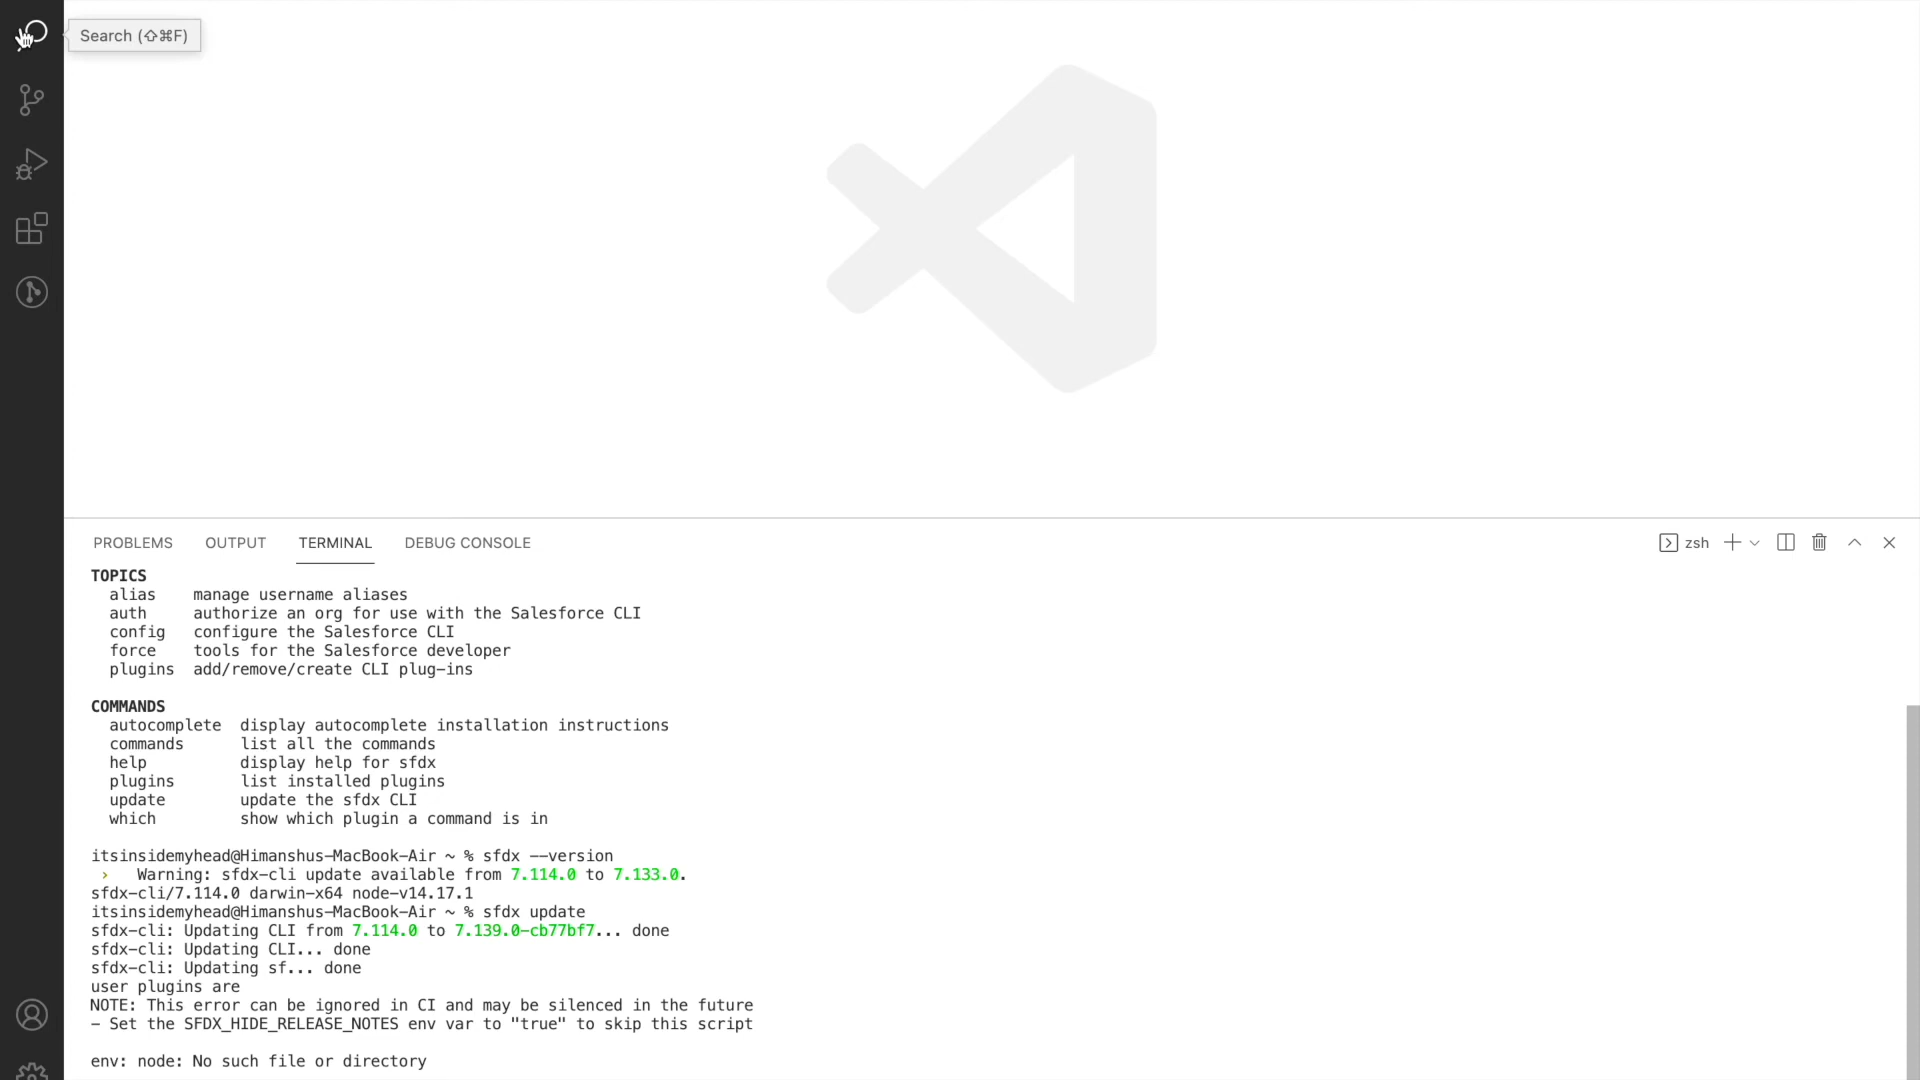 Search (⇧⌘F)
PROBLEMS OUTPUT TERMINAL DEBUG CONSOLE zsh
TOPICS
alias manage username aliases
auth authorize an org for use with the Salesforce CLI
config configure the Salesforce CLI
force tools for the Salesforce developer
plugins add/remove/create CLI plug-ins
COMMANDS
autocomplete display autocomplete installation instructions
commands list all the commands
help display help for sfdx
plugins list installed plugins
update update the sfdx CLI
which show which plugin a command is in
itsinsidemyhead@Himanshus-MacBook-Air ~ % sfdx --version
› Warning: sfdx-cli update available from 7.114.0 to 7.133.0.
sfdx-cli/7.114.0 darwin-x64 node-v14.17.1
itsinsidemyhead@Himanshus-MacBook-Air ~ % sfdx update
sfdx-cli: Updating CLI from 7.114.0 to 7.139.0-cb77bf7... done
sfdx-cli: Updating CLI... done
sfdx-cli: Updating sf... done
user plugins are
NOTE: This error can be ignored in CI and may be silenced in the future
- Set the SFDX_HIDE_RELEASE_NOTES env var to "true" to skip this script
env: node: No such file or directory